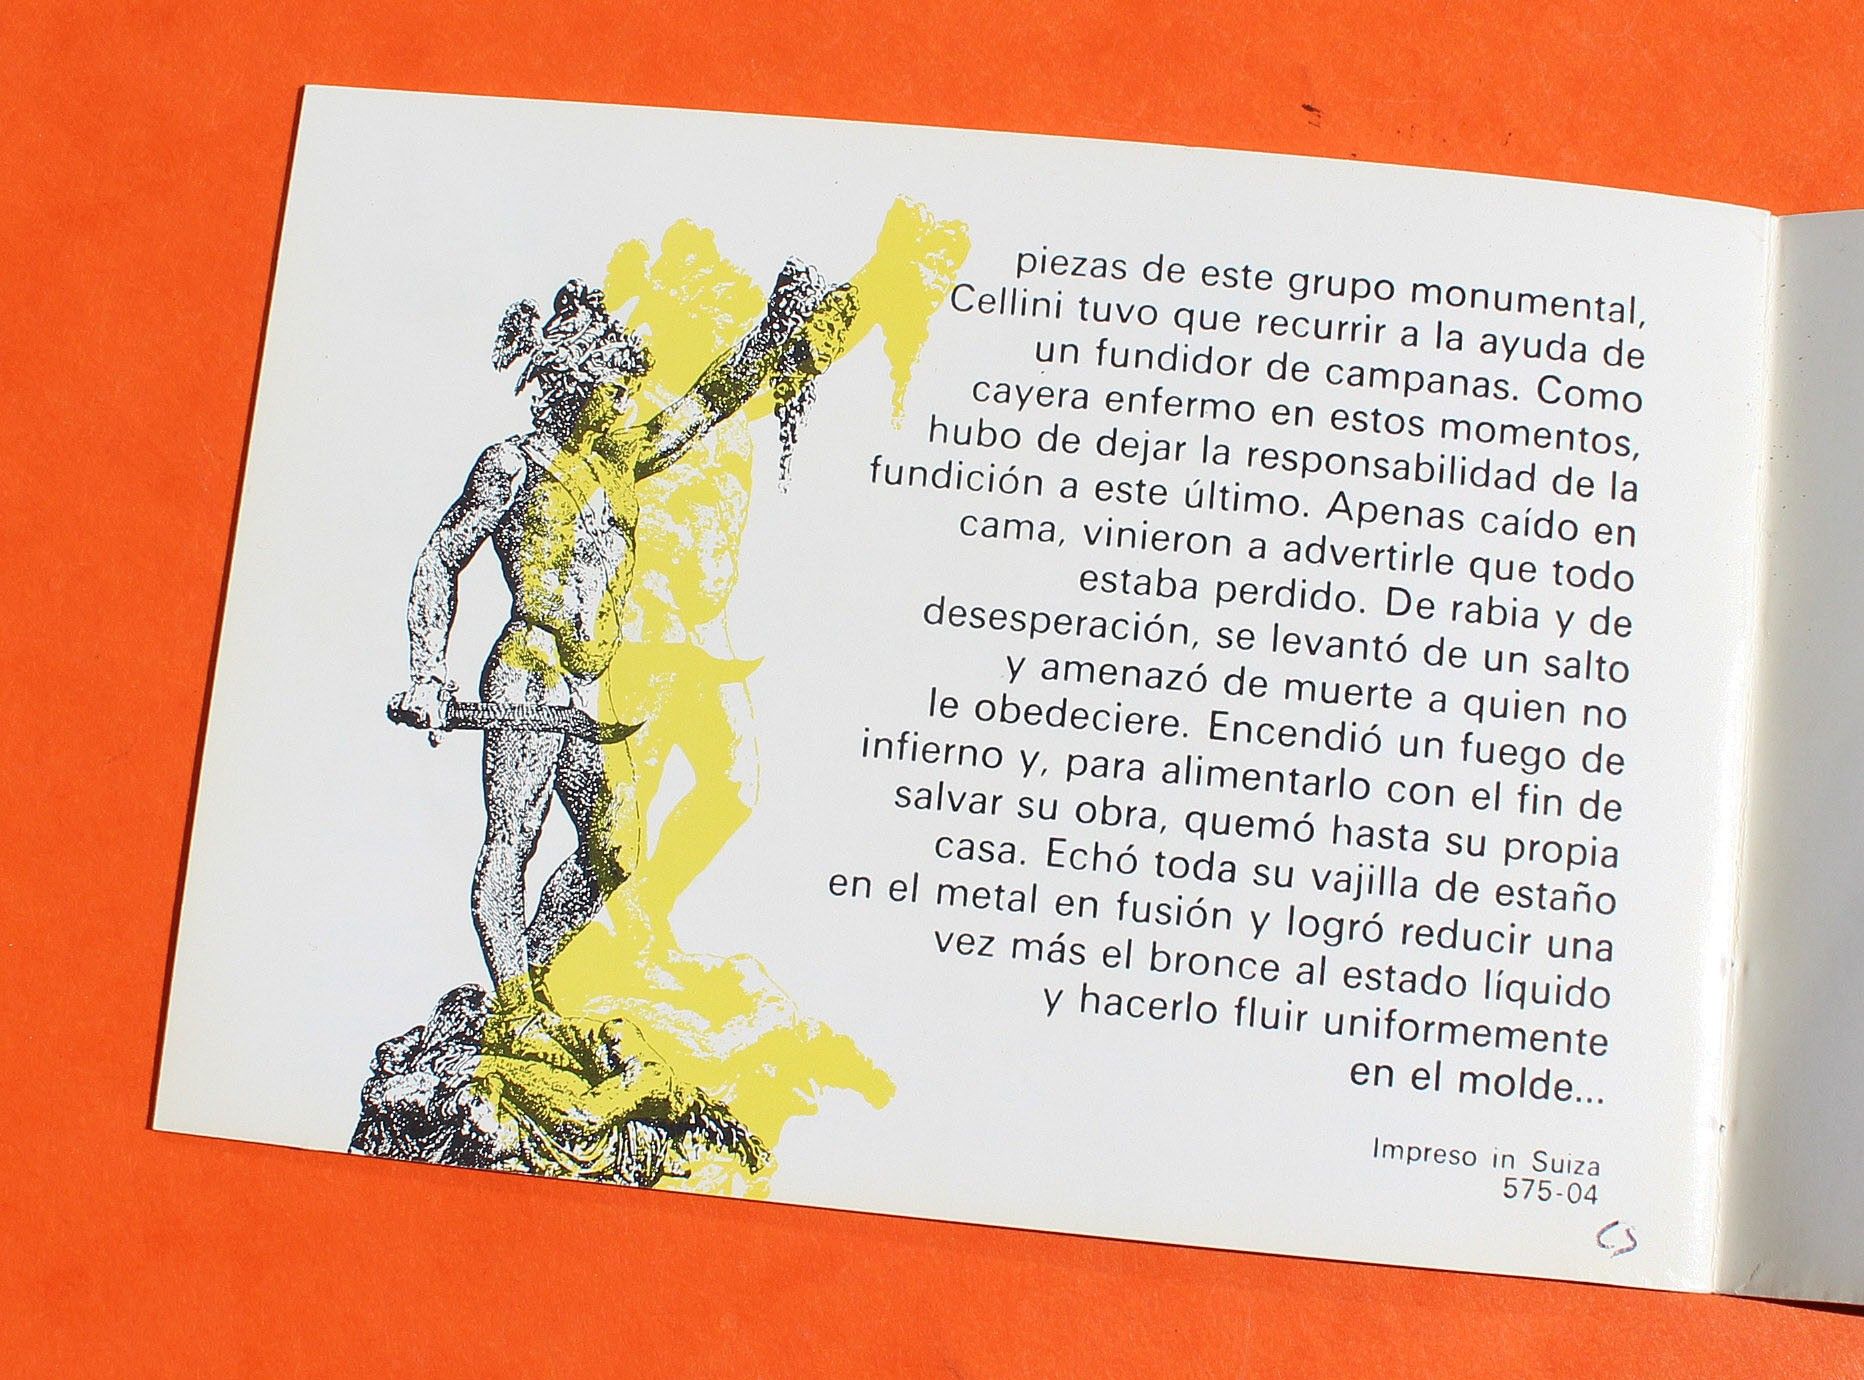 piezas de este grupo monumental,
Cellini tuvo que recurrir a la ayuda de
un fundidor de campanas. Como
cayera enfermo en estos momentos,
hubo de dejar la responsabilidad de la
fundición a este último. Apenas caído en
cama, vinieron a advertirle que todo
estaba perdido. De rabia y de
desesperación, se levantó de un salto
y amenazó de muerte a quien no
le obedeciere. Encendió un fuego de
infierno y, para alimentarlo con el fin de
salvar su obra, quemó hasta su propia
casa. Echó toda su vajilla de estaño
en el metal en fusión y logró reducir una
vez más el bronce al estado líquido
y hacerlo fluir uniformemente
en el molde...
Impreso in Suiza
575-04